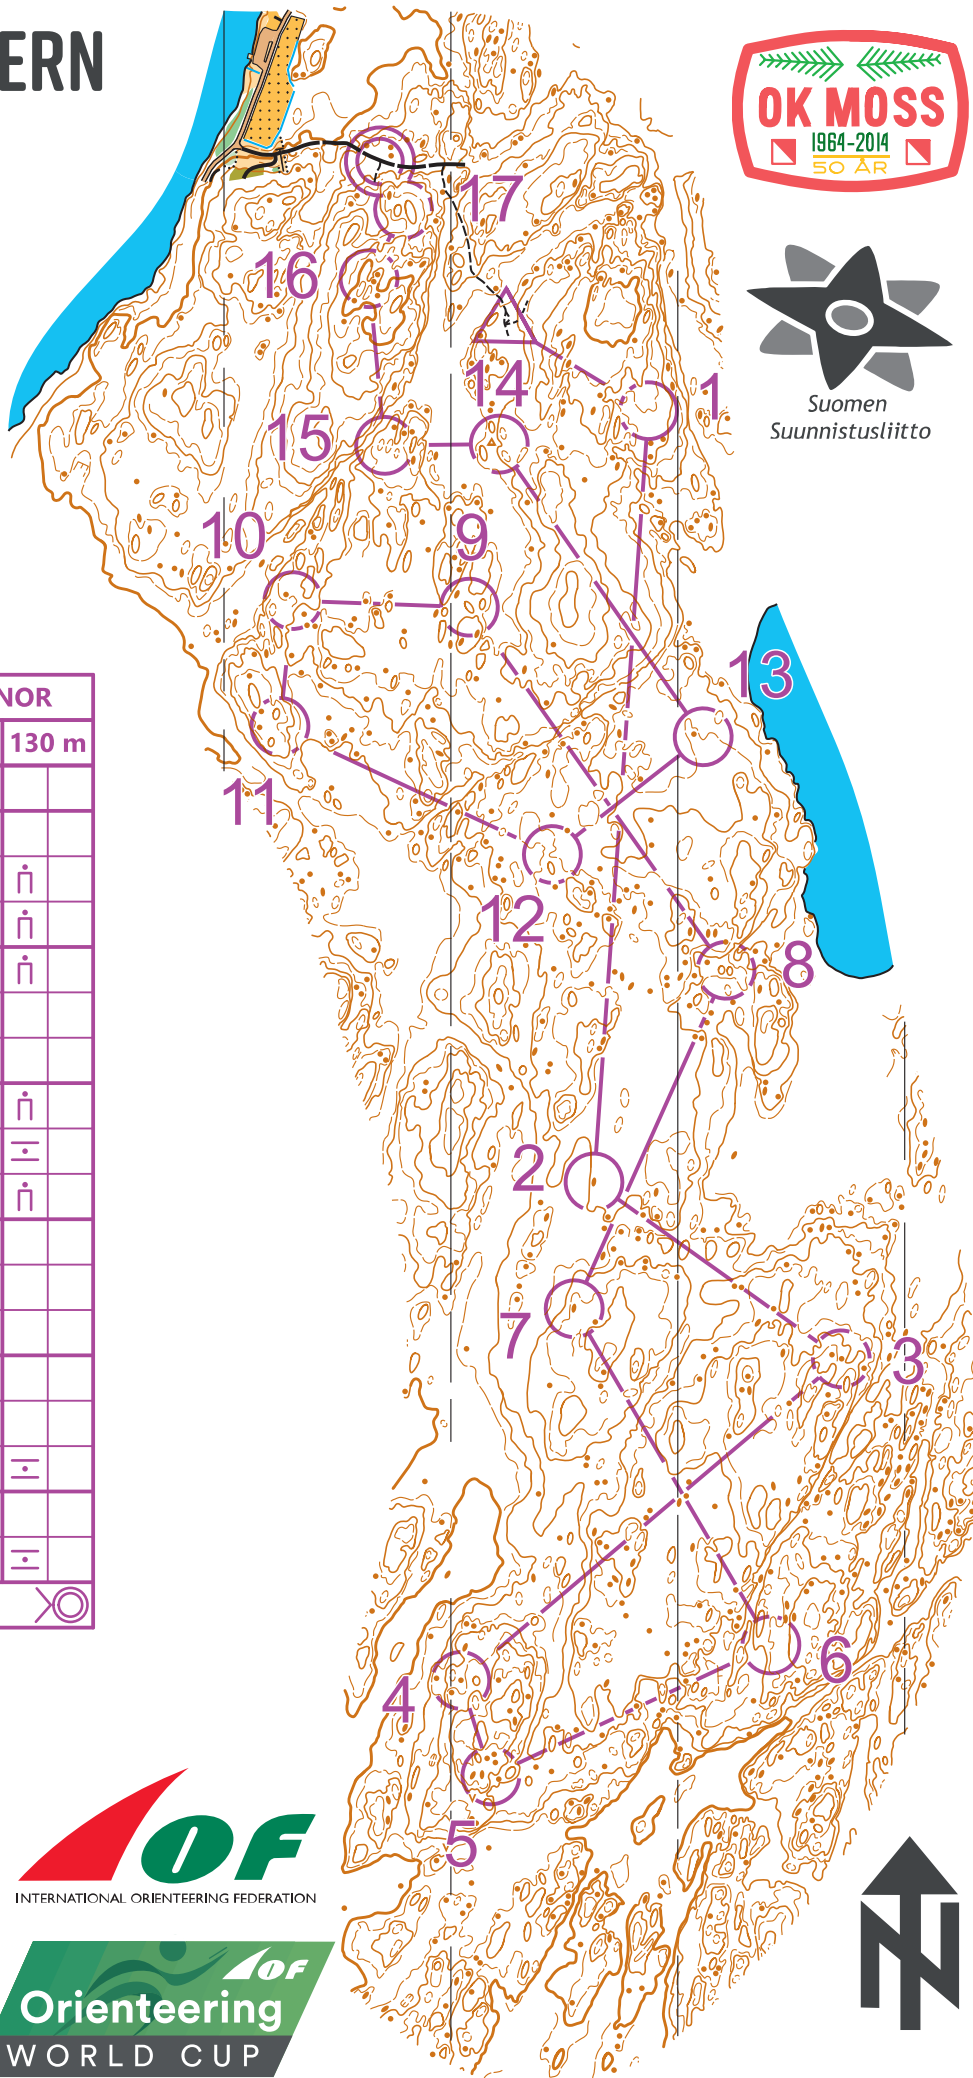 ERN
OK MOSS
1964-2014
50 ÅR
17
16
Suomen
Suunnistusliitto
14
1
15
10
9
13
NOR
130 m
11
12
8
2
7
3
4
6
5
IOF
INTERNATIONAL ORIENTEERING FEDERATION
IOF
Orienteering
WORLD CUP
N